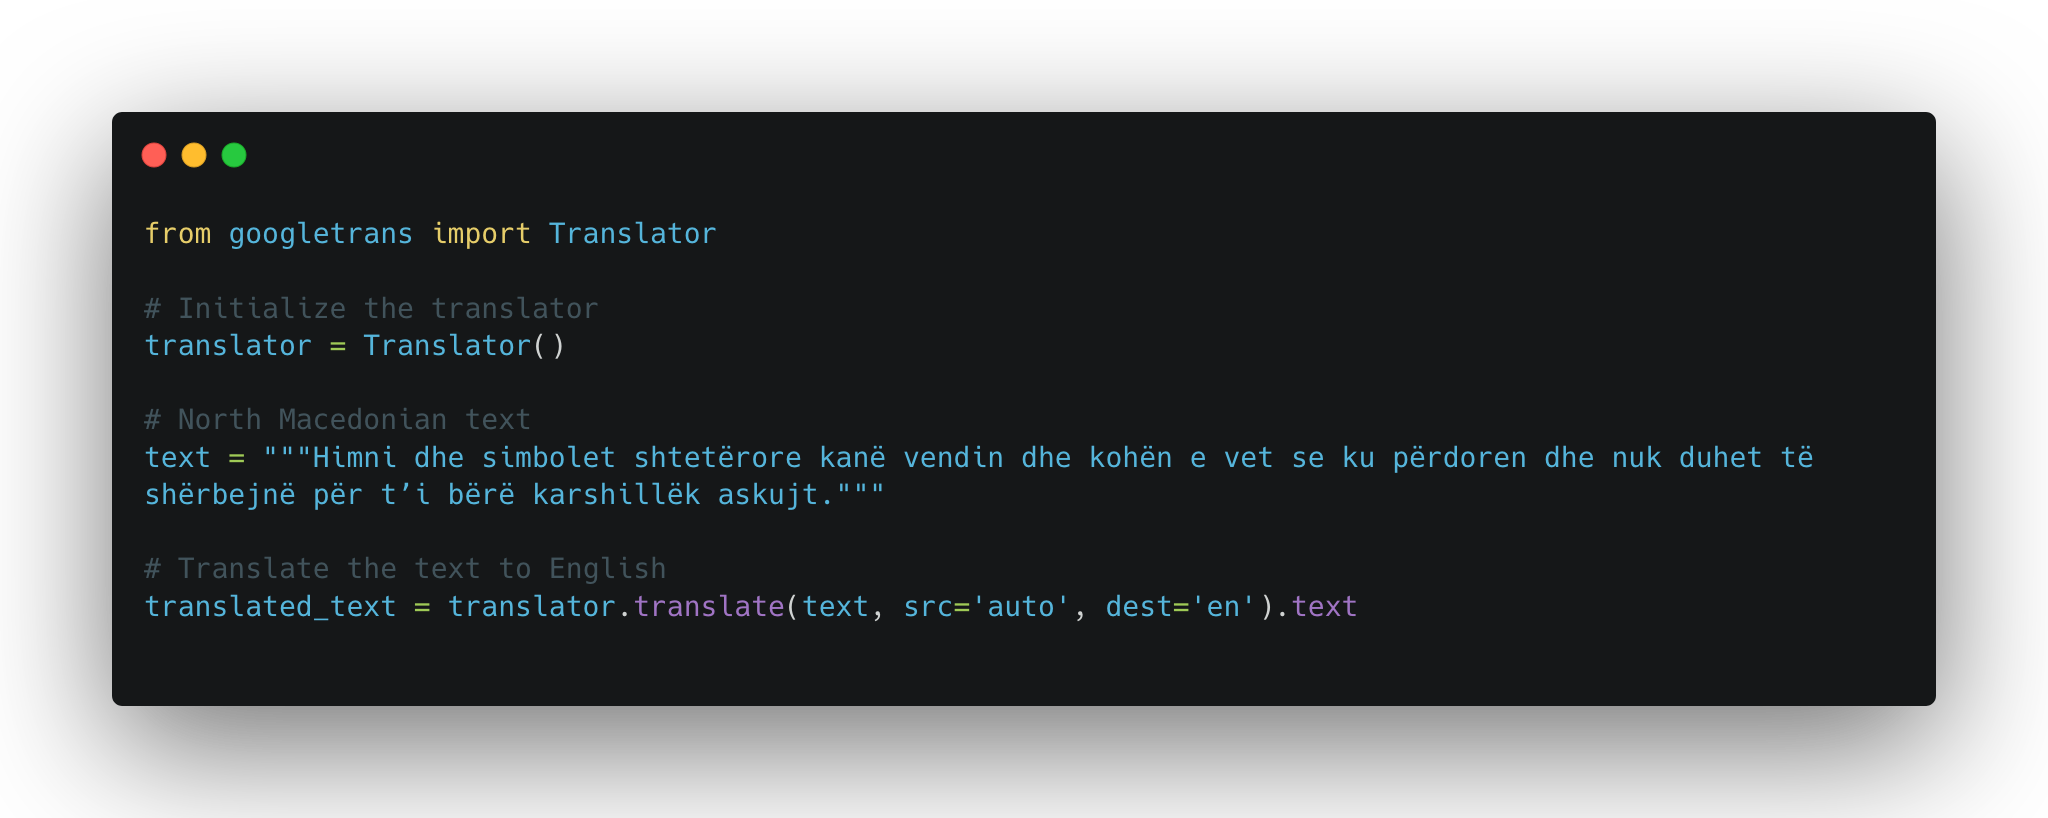 from googletrans import Translator
# Initialize the translator
translator = Translator()
# North Macedonian text
text = """Himni dhe simbolet shtetërore kanë vendin dhe kohën e vet se ku përdoren dhe nuk duhet të
shërbejnë për t’i bërë karshillëk askujt."""
# Translate the text to English
translated_text = translator.translate(text, src='auto', dest='en').text